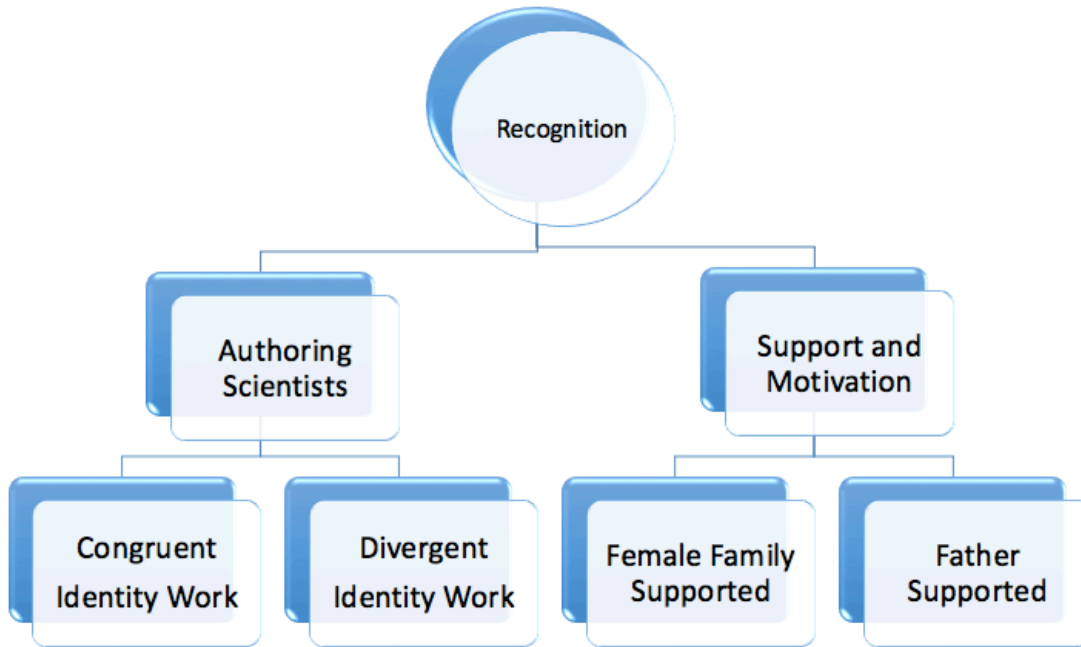 Recognition
Authoring
Scientists
Support and
Motivation
Congruent
Identity Work
Divergent
Identity Work
Female Family
Supported
Father
Supported